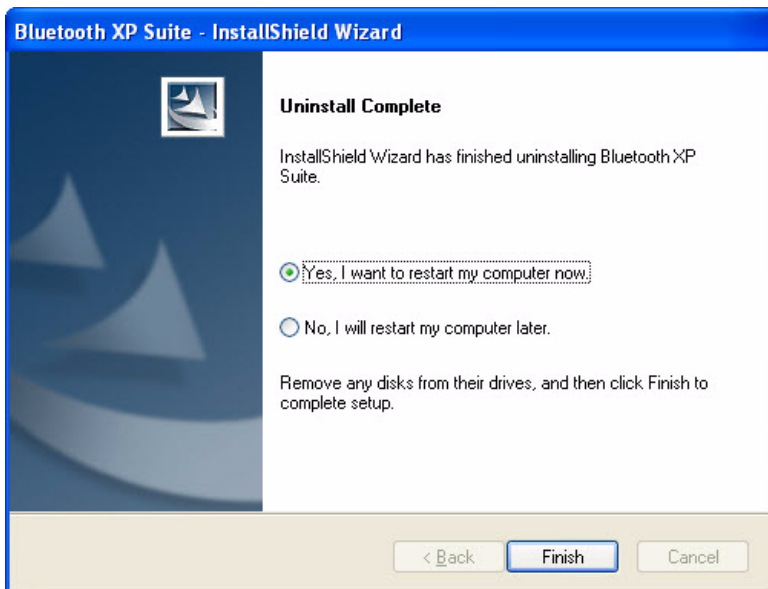 Bluetooth XP Suite - InstallShield Wizard
Uninstall Complete
InstallShield Wizard has finished uninstalling Bluetooth XP
Suite.
Yes, I want to restart my computer now.
No, I will restart my computer later.
Remove any disks from their drives, and then click Finish to
complete setup.
< Back Finish Cancel